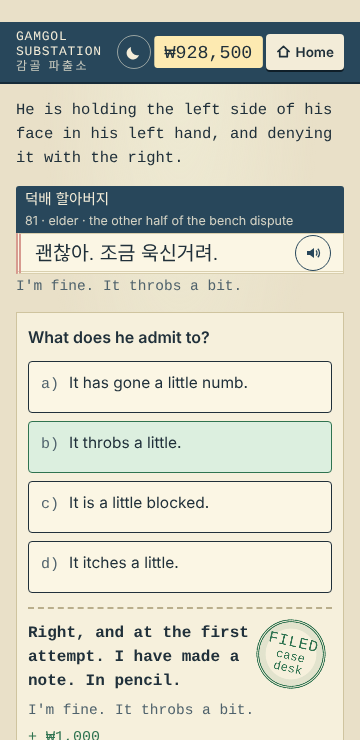 GAMGOL
SUBSTATION
감골 파출소
₩928,500
Home
He is holding the left side of his
face in his left hand, and denying
it with the right.
덕배 할아버지
81 · elder · the other half of the bench dispute
괜찮아. 조금 욱신거려.
I'm fine. It throbs a bit.
What does he admit to?
a) It has gone a little numb.
b) It throbs a little.
c) It is a little blocked.
d) It itches a little.
Right, and at the first
attempt. I have made a
note. In pencil.
FILED
case
desk
I'm fine. It throbs a bit.
+ ₩1,000